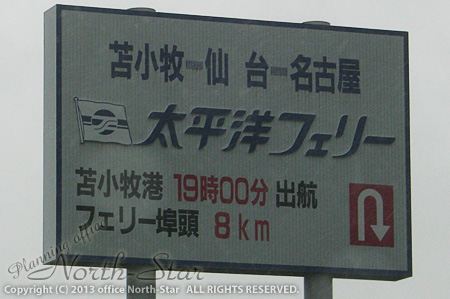 苫小牧ー仙 台ー名古屋
太平洋フェリー
苫小牧港 19時00分 出航
フェリー埠頭 8km
Planning office
North Star
Copyright (C) 2013 office North-Star ALL RIGHTS RESERVED.